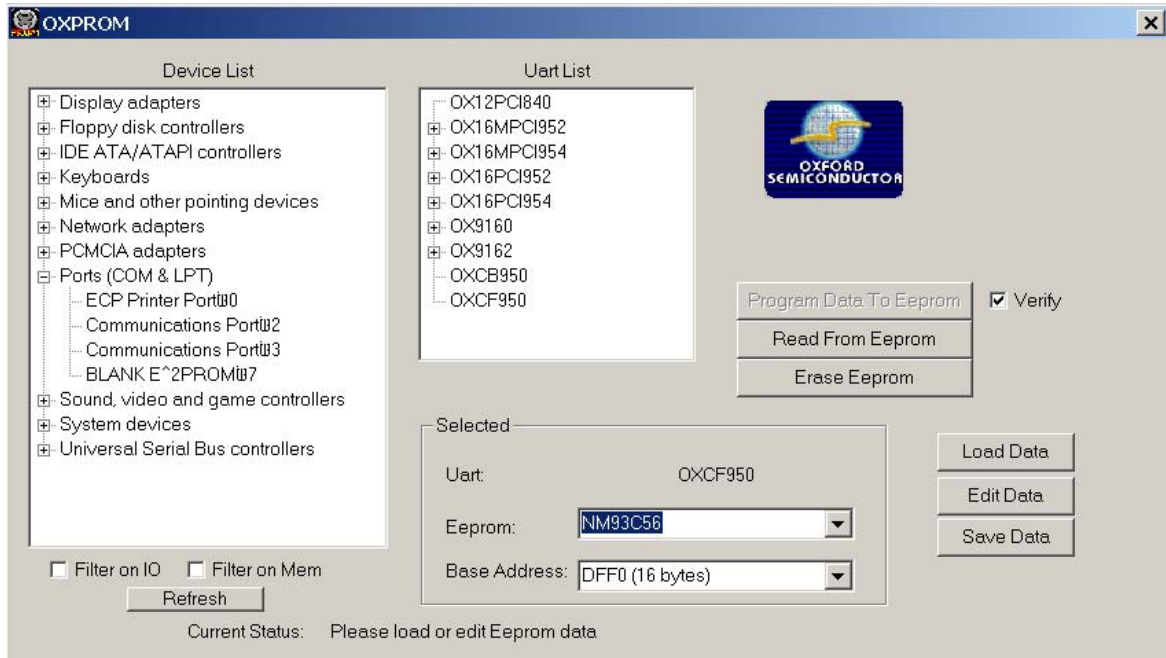 OXPROM
Device List
Display adapters
Floppy disk controllers
IDE ATA/ATAPI controllers
Keyboards
Mice and other pointing devices
Network adapters
PCMCIA adapters
Ports (COM & LPT)
ECP Printer Port\\0
Communications Port\\2
Communications Port\\3
BLANK E^2PROM\\7
Sound, video and game controllers
System devices
Universal Serial Bus controllers
Filter on IO Filter on Mem
Refresh
Uart List
OX12PCI840
OX16MPCI952
OX16MPCI954
OX16PCI952
OX16PCI954
OX9160
OX9162
OXCB950
OXCF950
OXFORD
SEMICONDUCTOR
Program Data To Eeprom Verify
Read From Eeprom
Erase Eeprom
Selected
Uart: OXCF950
Eeprom: NM93C56
Base Address: DFF0 (16 bytes)
Load Data
Edit Data
Save Data
Current Status: Please load or edit Eeprom data